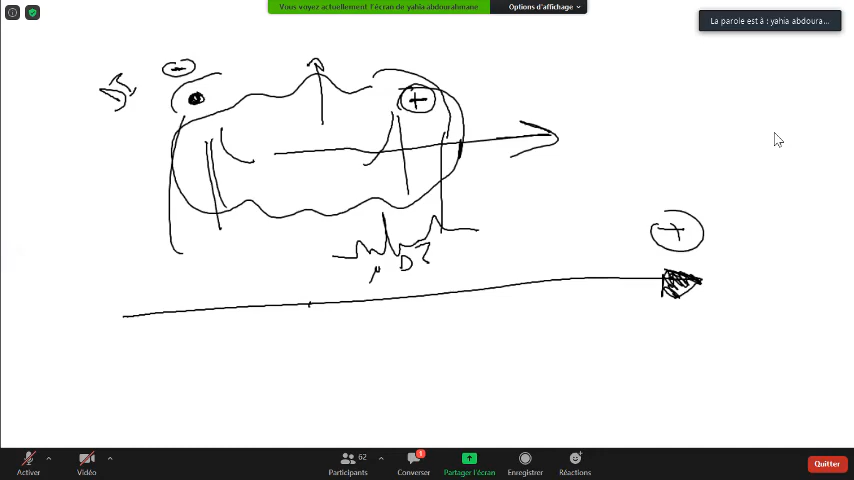 Vous voyez actuellement l'écran de yahia abdourahmane
Options d'affichage
La parole est à : yahia abdoura...
−
+
+
D
Activer
Vidéo
62
Participants
1
Converser
Partager l'écran
Enregistrer
Réactions
Quitter